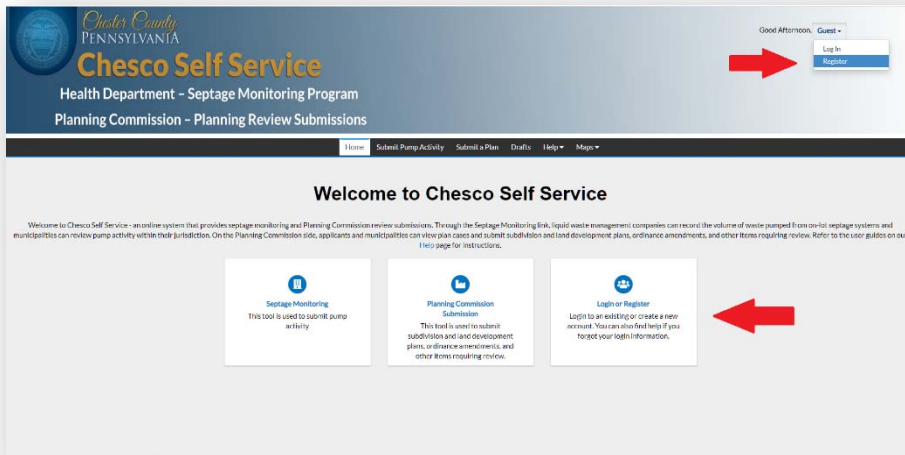 Chester County
PENNSYLVANIA
Chesco Self Service
Health Department – Septage Monitoring Program
Planning Commission – Planning Review Submissions
Good Afternoon, Guest
Log In
Register
Home Submit Pump Activity Submit a Plan Drafts Help Maps
Welcome to Chesco Self Service
Welcome to Chesco Self Service - an online system that provides septage monitoring and Planning Commission review submissions. Through the Septage Monitoring link, liquid waste management companies can record the volume of waste pumped from on-lot septage systems and
municipalities can review pump activity within their jurisdiction. On the Planning Commission side, applicants and municipalities can view plan cases and submit subdivision and land development plans, ordinance amendments, and other items requiring review. Refer to the user guides on ou
Help page for instructions.
Septage Monitoring
This tool is used to submit pump
activity
Planning Commission
Submission
This tool is used to submit
subdivision and land development
plans, ordinance amendments, and
other items requiring review.
Login or Register
Login to an existing or create a new
account. You can also find help if you
forgot your login information.